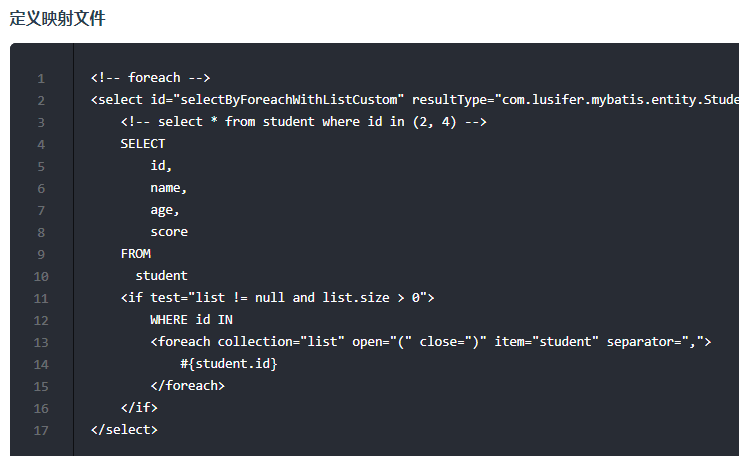 定义映射文件
1 <!-- foreach -->
2 <select id="selectByForeachWithListCustom" resultType="com.lusifer.mybatis.entity.Stude
3 <!-- select * from student where id in (2, 4) -->
4 SELECT
5 id,
6 name,
7 age,
8 score
9 FROM
10 student
11 <if test="list != null and list.size > 0">
12 WHERE id IN
13 <foreach collection="list" open="(" close=")" item="student" separator=",">
14 #{student.id}
15 </foreach>
16 </if>
17 </select>